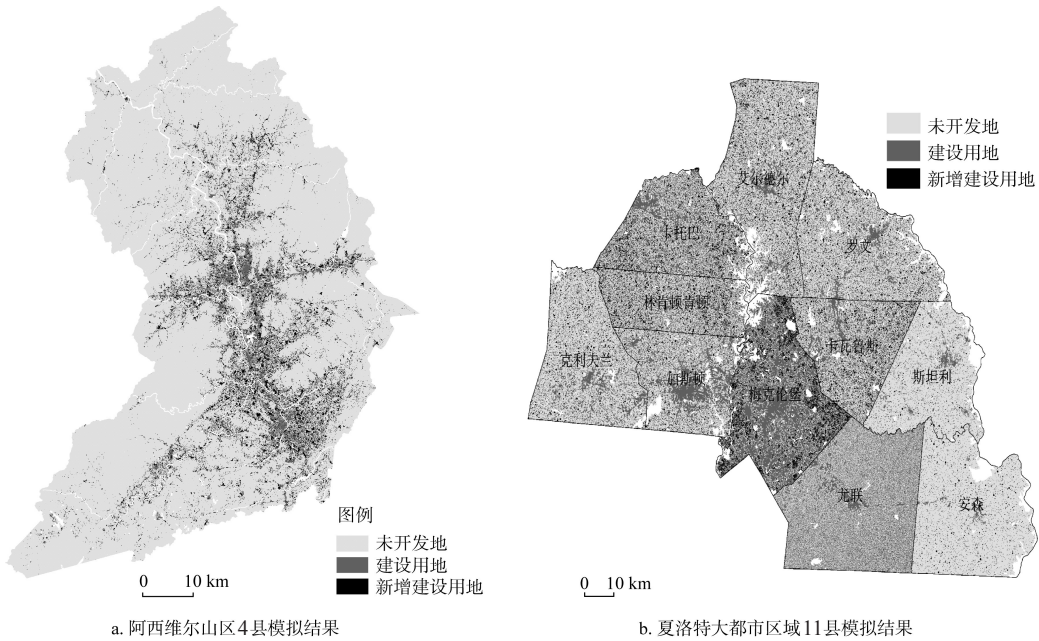 未开发地
建设用地
新增建设用地
艾尔德尔
卡托巴
罗文
林肯顿肯顿
克利夫兰
加斯顿
梅克伦堡
卡瓦鲁斯
斯坦利
尤联
安森
图例
未开发地
建设用地
新增建设用地
0 10 km
0 10 km
a. 阿西维尔山区4县模拟结果
b. 夏洛特大都市区域11县模拟结果